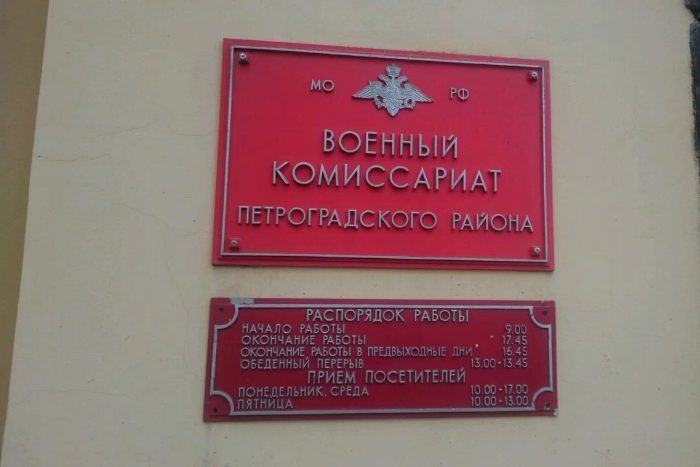 МО РФ
ВОЕННЫЙ
КОМИССАРИАТ
ПЕТРОГРАДСКОГО РАЙОНА
РАСПОРЯДОК РАБОТЫ
НАЧАЛО РАБОТЫ 9.00
ОКОНЧАНИЕ РАБОТЫ 17.45
ОКОНЧАНИЕ РАБОТЫ В ПРЕДВЫХОДНЫЕ ДНИ 16.45
ОБЕДЕННЫЙ ПЕРЕРЫВ 13.00-13.45
ПРИЕМ ПОСЕТИТЕЛЕЙ
ПОНЕДЕЛЬНИК, СРЕДА 10.00-17.00
ПЯТНИЦА 10.00-13.00